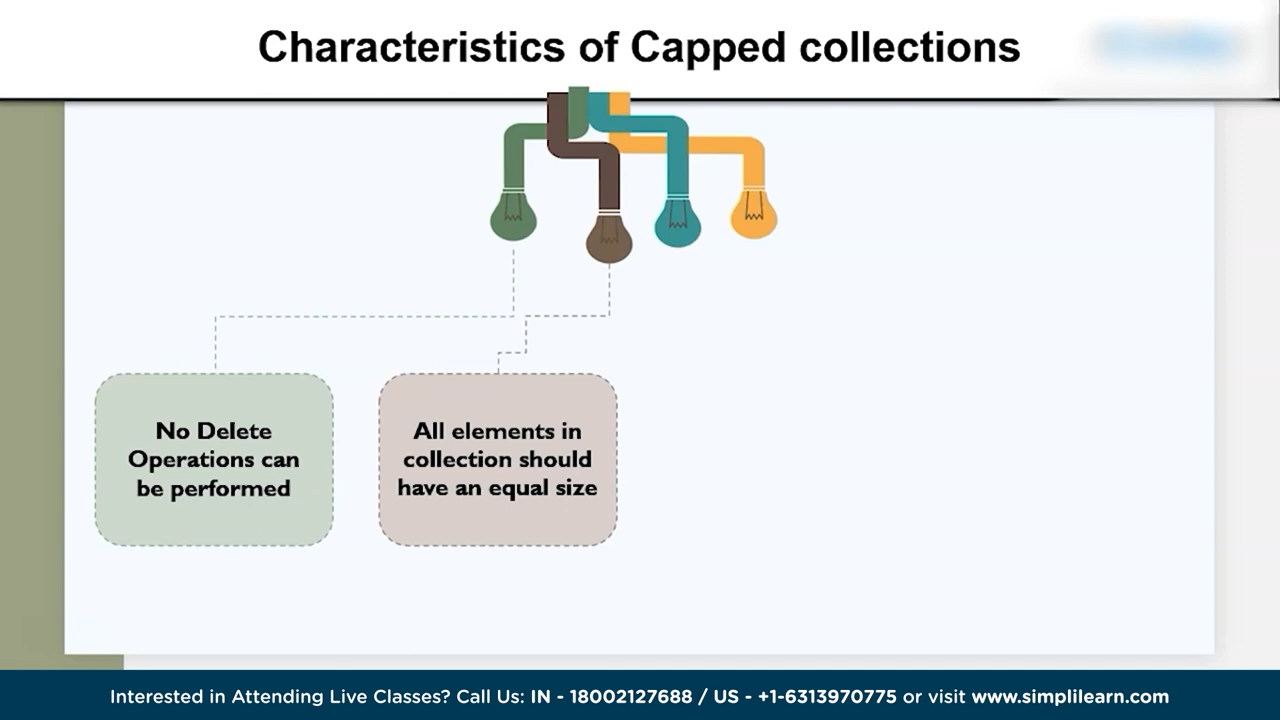 Characteristics of Capped collections
No Delete
Operations can
be performed
All elements in
collection should
have an equal size
Interested in Attending Live Classes? Call Us: IN - 18002127688 / US - +1-6313970775 or visit www.simplilearn.com